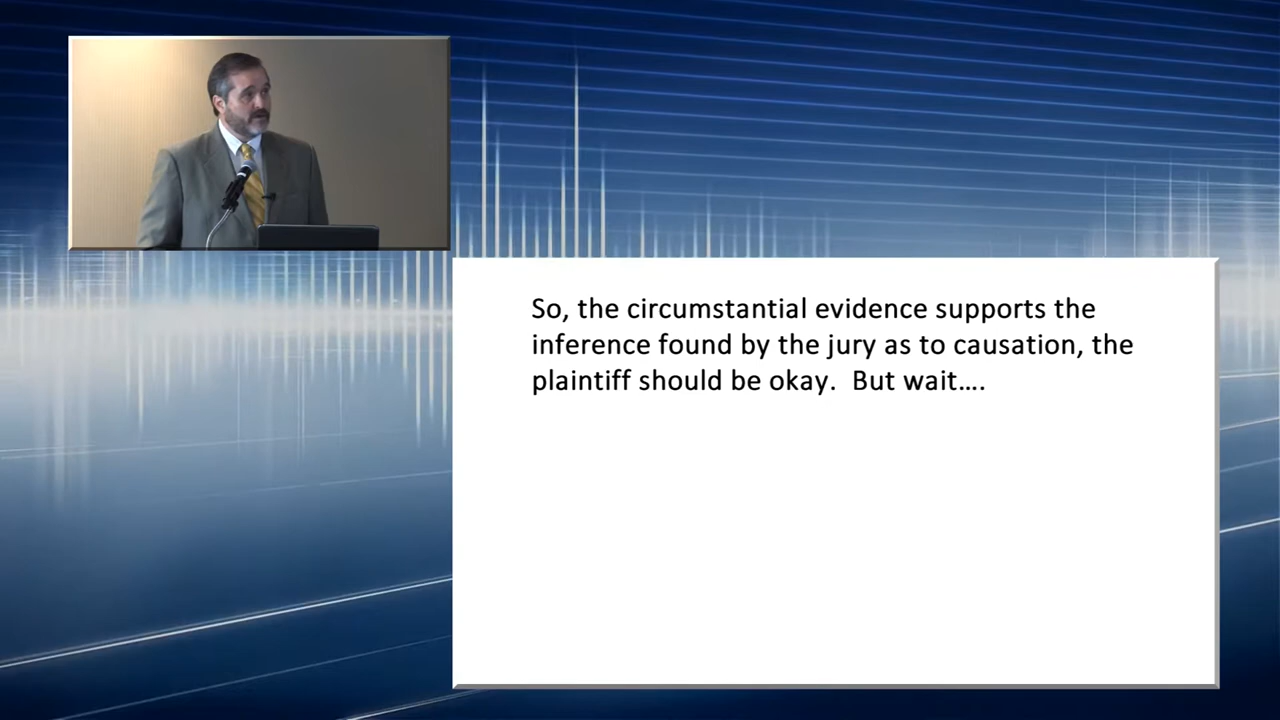 So, the circumstantial evidence supports the
inference found by the jury as to causation, the
plaintiff should be okay.  But wait….